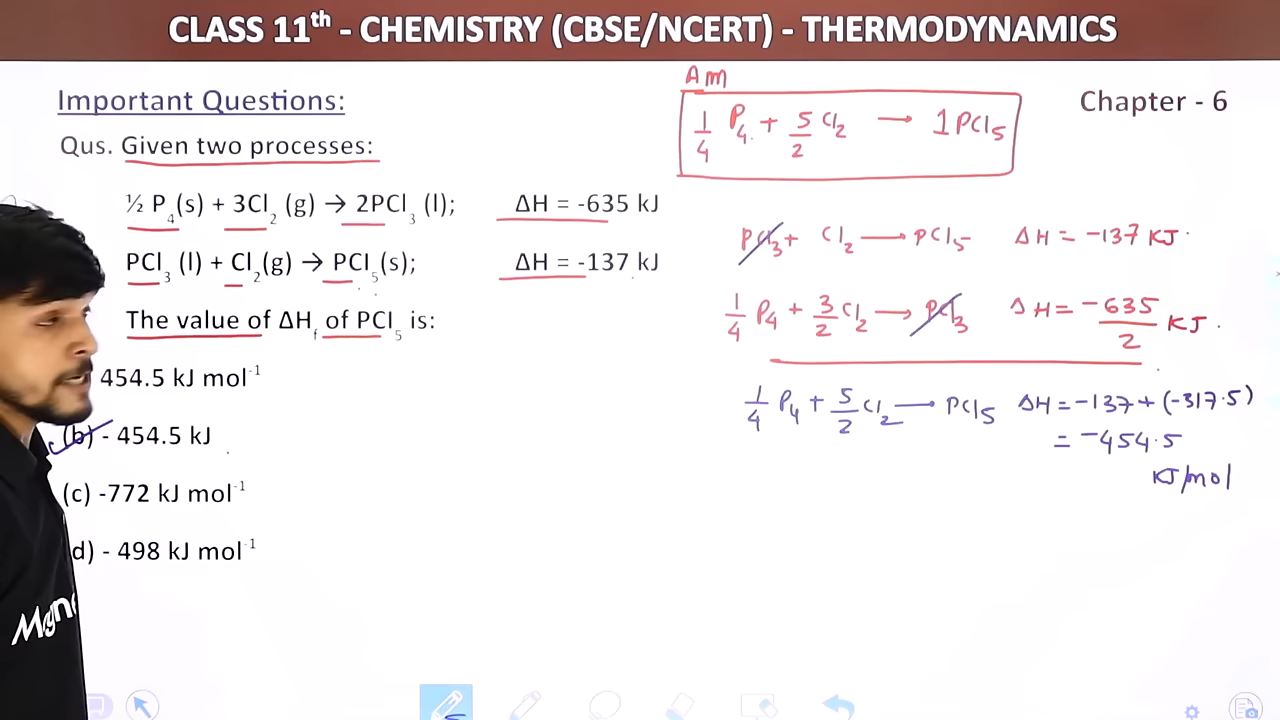 CLASS 11th - CHEMISTRY (CBSE/NCERT) - THERMODYNAMICS
Important Questions:
Chapter - 6
Qus. Given two processes:
½ P₄(s) + 3Cl₂ (g) → 2PCl₃ (l); ΔH = -635 kJ
PCl₃ (l) + Cl₂(g) → PCl₅(s); ΔH = -137 kJ
The value of ΔHf of PCl₅ is:
454.5 kJ mol⁻¹
(b) - 454.5 kJ
(c) -772 kJ mol⁻¹
d) - 498 kJ mol⁻¹
Am
1/4 P₄ + 5/2 Cl₂ → 1PCl₅
PCl₃ + Cl₂ → PCl₅ ΔH = -137 KJ
1/4 P₄ + 3/2 Cl₂ → PCl₃ ΔH = -635/2 KJ
1/4 P₄ + 5/2 Cl₂ → PCl₅ ΔH = -137 + (-317.5)
= -454.5
KJ/mol
Magne